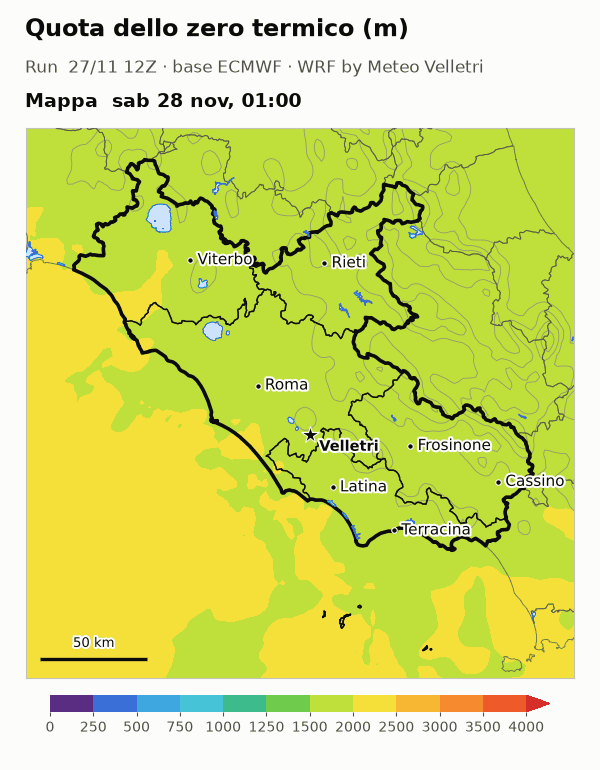 Quota dello zero termico (m)
Run  27/11 12Z · base ECMWF · WRF by Meteo Velletri
Mappa  sab 28 nov, 01:00
Viterbo
Rieti
Roma
Velletri
Frosinone
Cassino
Latina
Terracina
50 km
0 250 500 750 1000 1250 1500 2000 2500 3000 3500 4000